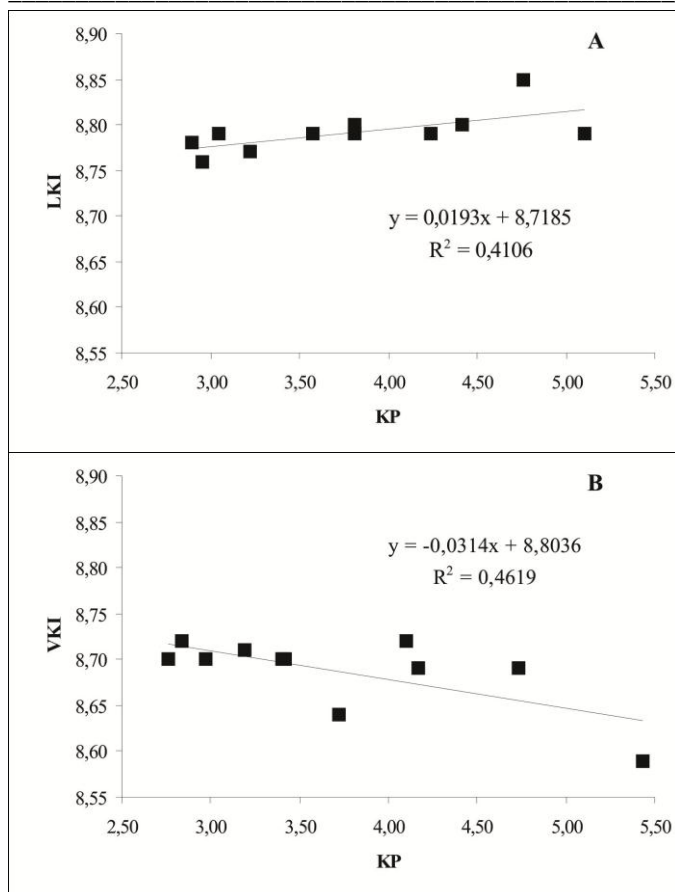 A
8,90
8,85
8,80
8,75
8,70
8,65
8,60
8,55
LKI
y = 0,0193x + 8,7185
R² = 0,4106
2,50 3,00 3,50 4,00 4,50 5,00 5,50
KP
B
8,90
8,85
8,80
8,75
8,70
8,65
8,60
8,55
VKI
y = -0,0314x + 8,8036
R² = 0,4619
2,50 3,00 3,50 4,00 4,50 5,00 5,50
KP